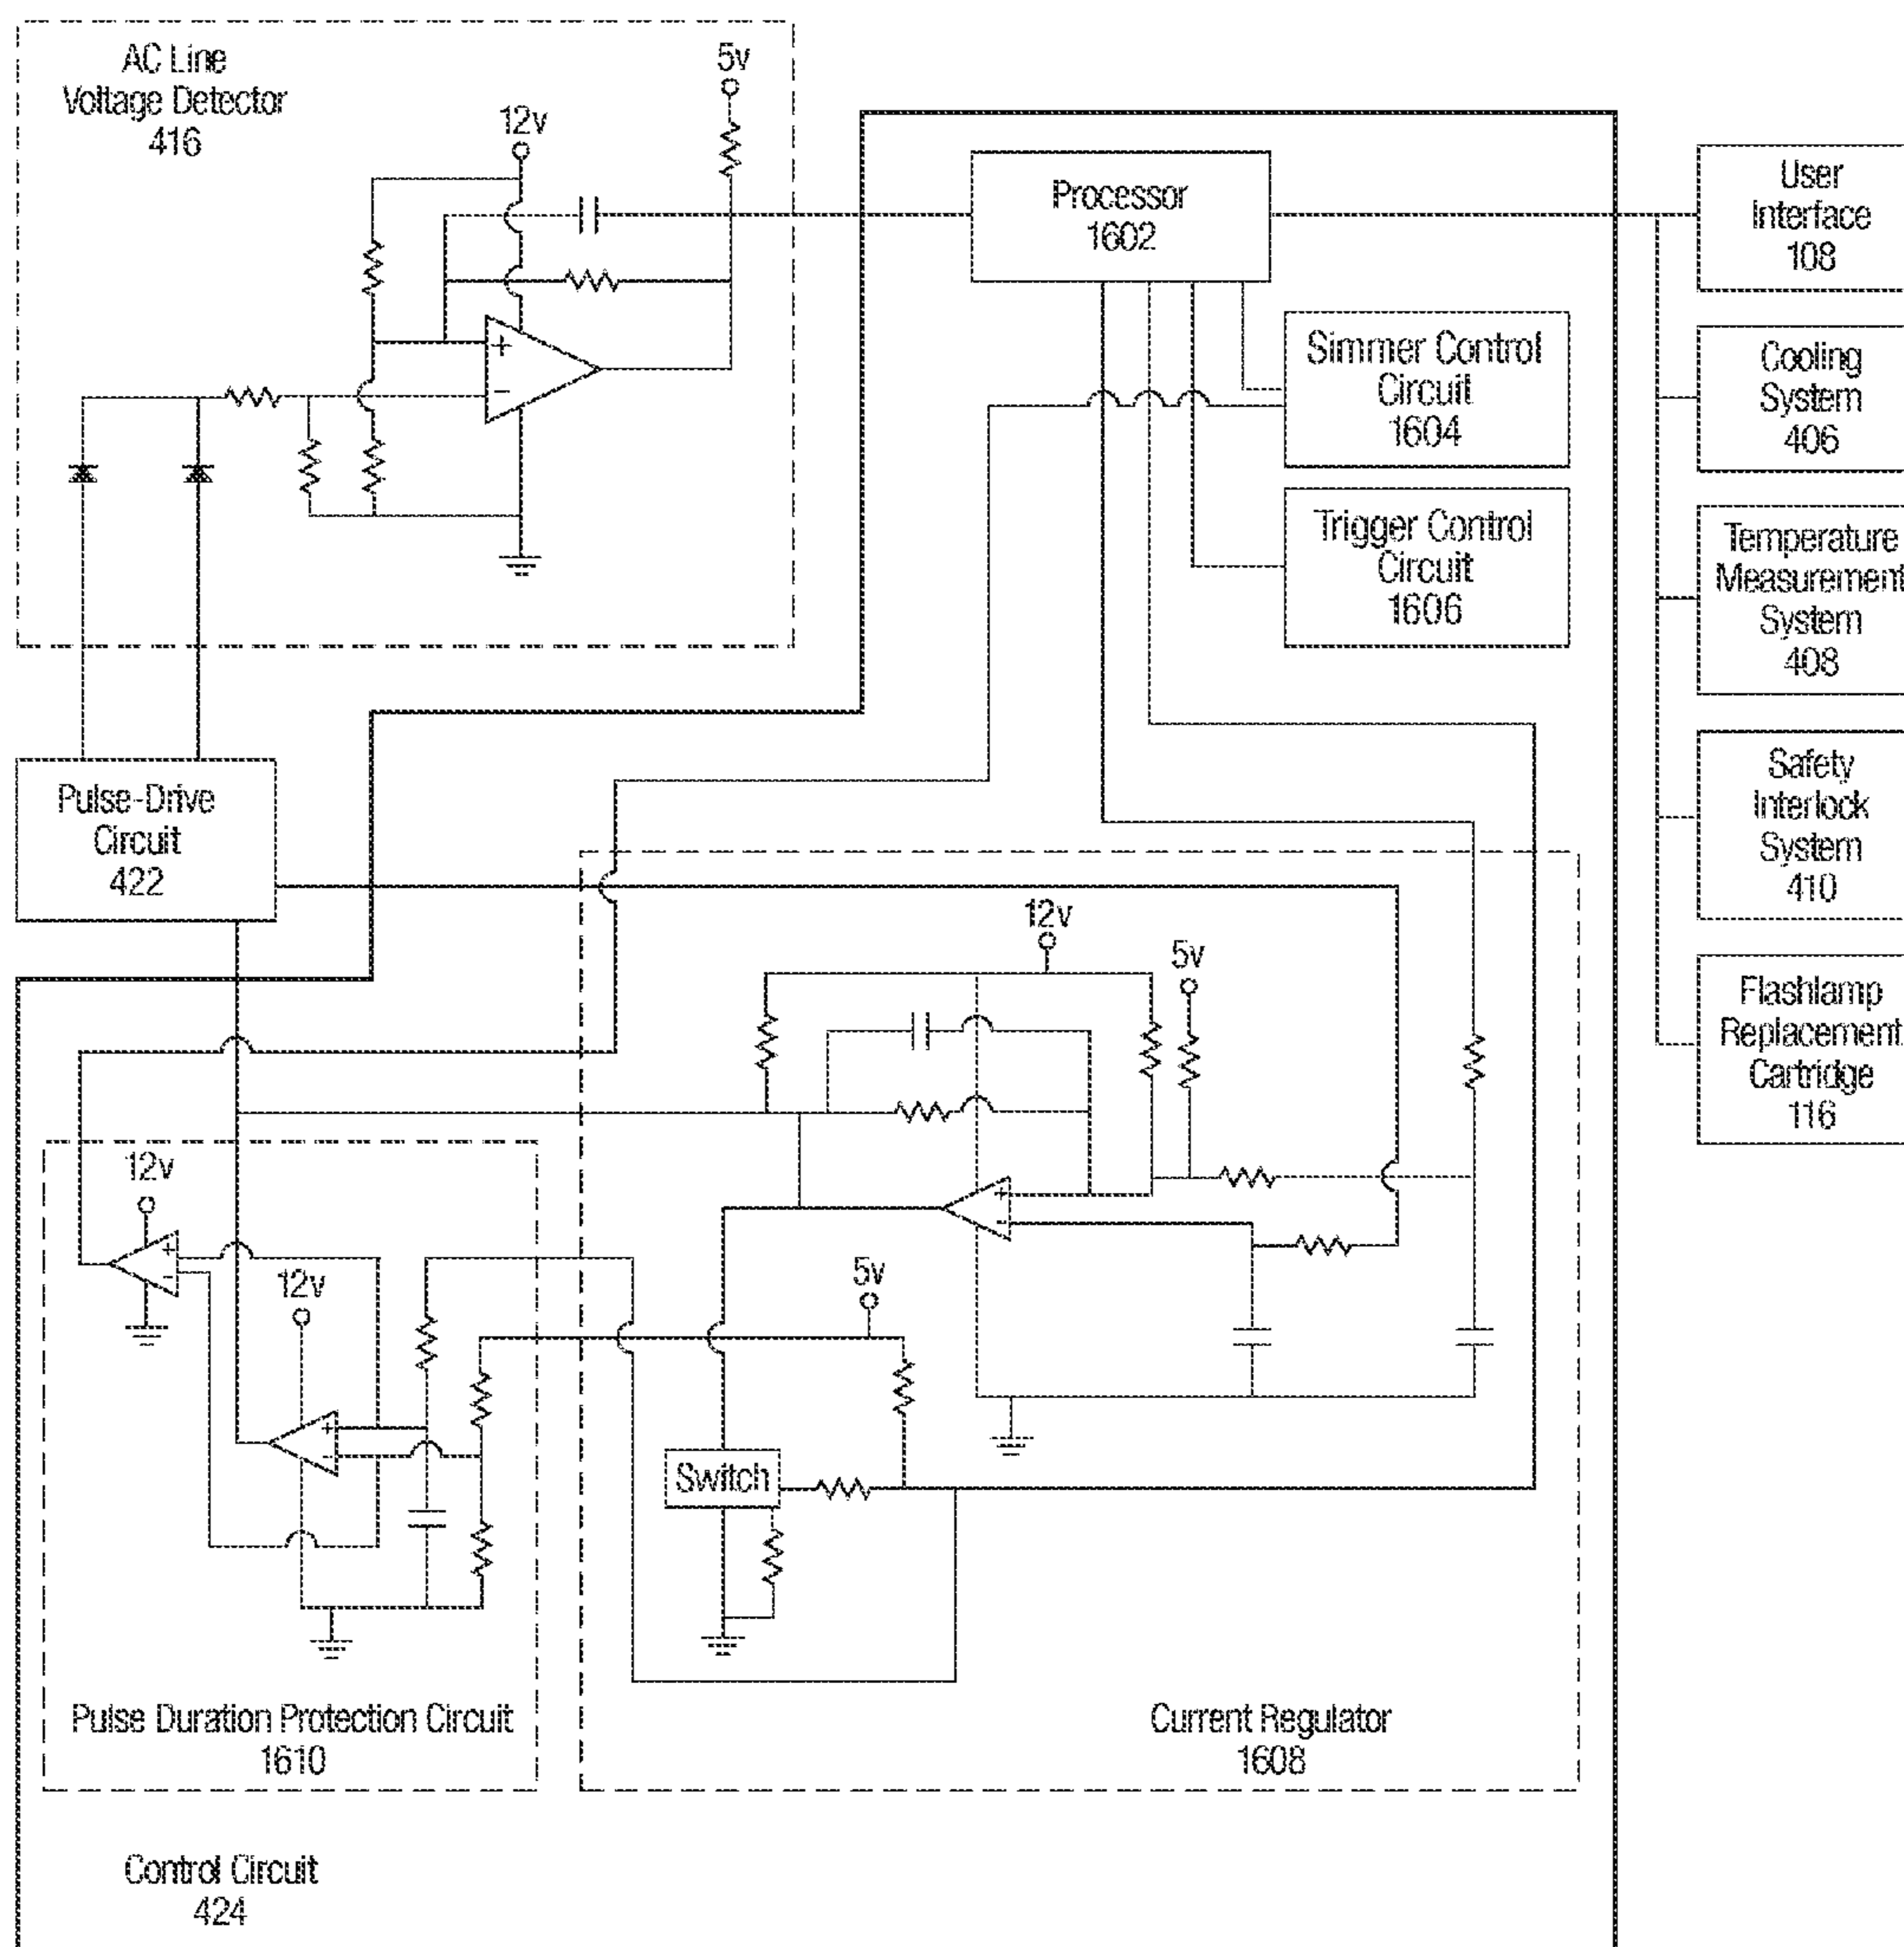 AC Line
Voltage Detector
416
5v
12v
+
−
Processor
1602
User
Interface
108
Simmer Control
Circuit
1604
Cooling
System
406
Trigger Control
Circuit
1606
Temperature
Measurement
System
408
Pulse-Drive
Circuit
422
Safety
Interlock
System
410
12v
5v
Flashlamp
Replacement
Cartridge
116
12v
+
-
+
-
12v
5v
+
-
Switch
Pulse Duration Protection Circuit
1610
Current Regulator
1608
Control Circuit
424